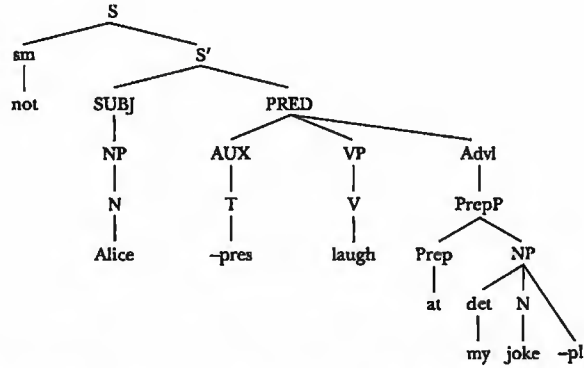 S
sm S′
not SUBJ PRED
NP AUX VP Advl
N T V PrepP
Alice –pres laugh Prep NP
at det N
my joke –pl